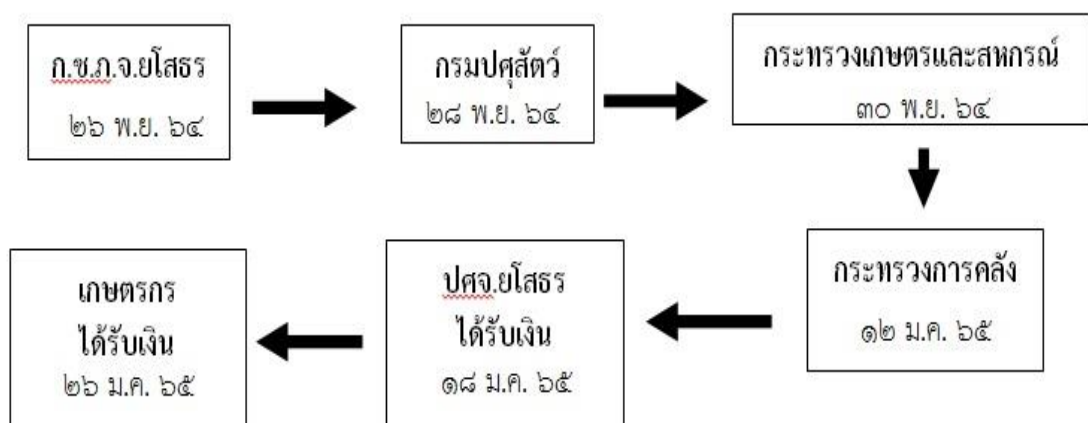 ก.ช.ภ.จ.ยโสธร
๒๖ พ.ย. ๖๔
กรมปศุสัตว์
๒๘ พ.ย. ๖๔
กระทรวงเกษตรและสหกรณ์
๓๐ พ.ย. ๖๔
กระทรวงการคลัง
๑๒ ม.ค. ๖๕
ปศจ.ยโสธร
ได้รับเงิน
๑๘ ม.ค. ๖๕
เกษตรกร
ได้รับเงิน
๒๖ ม.ค. ๖๕